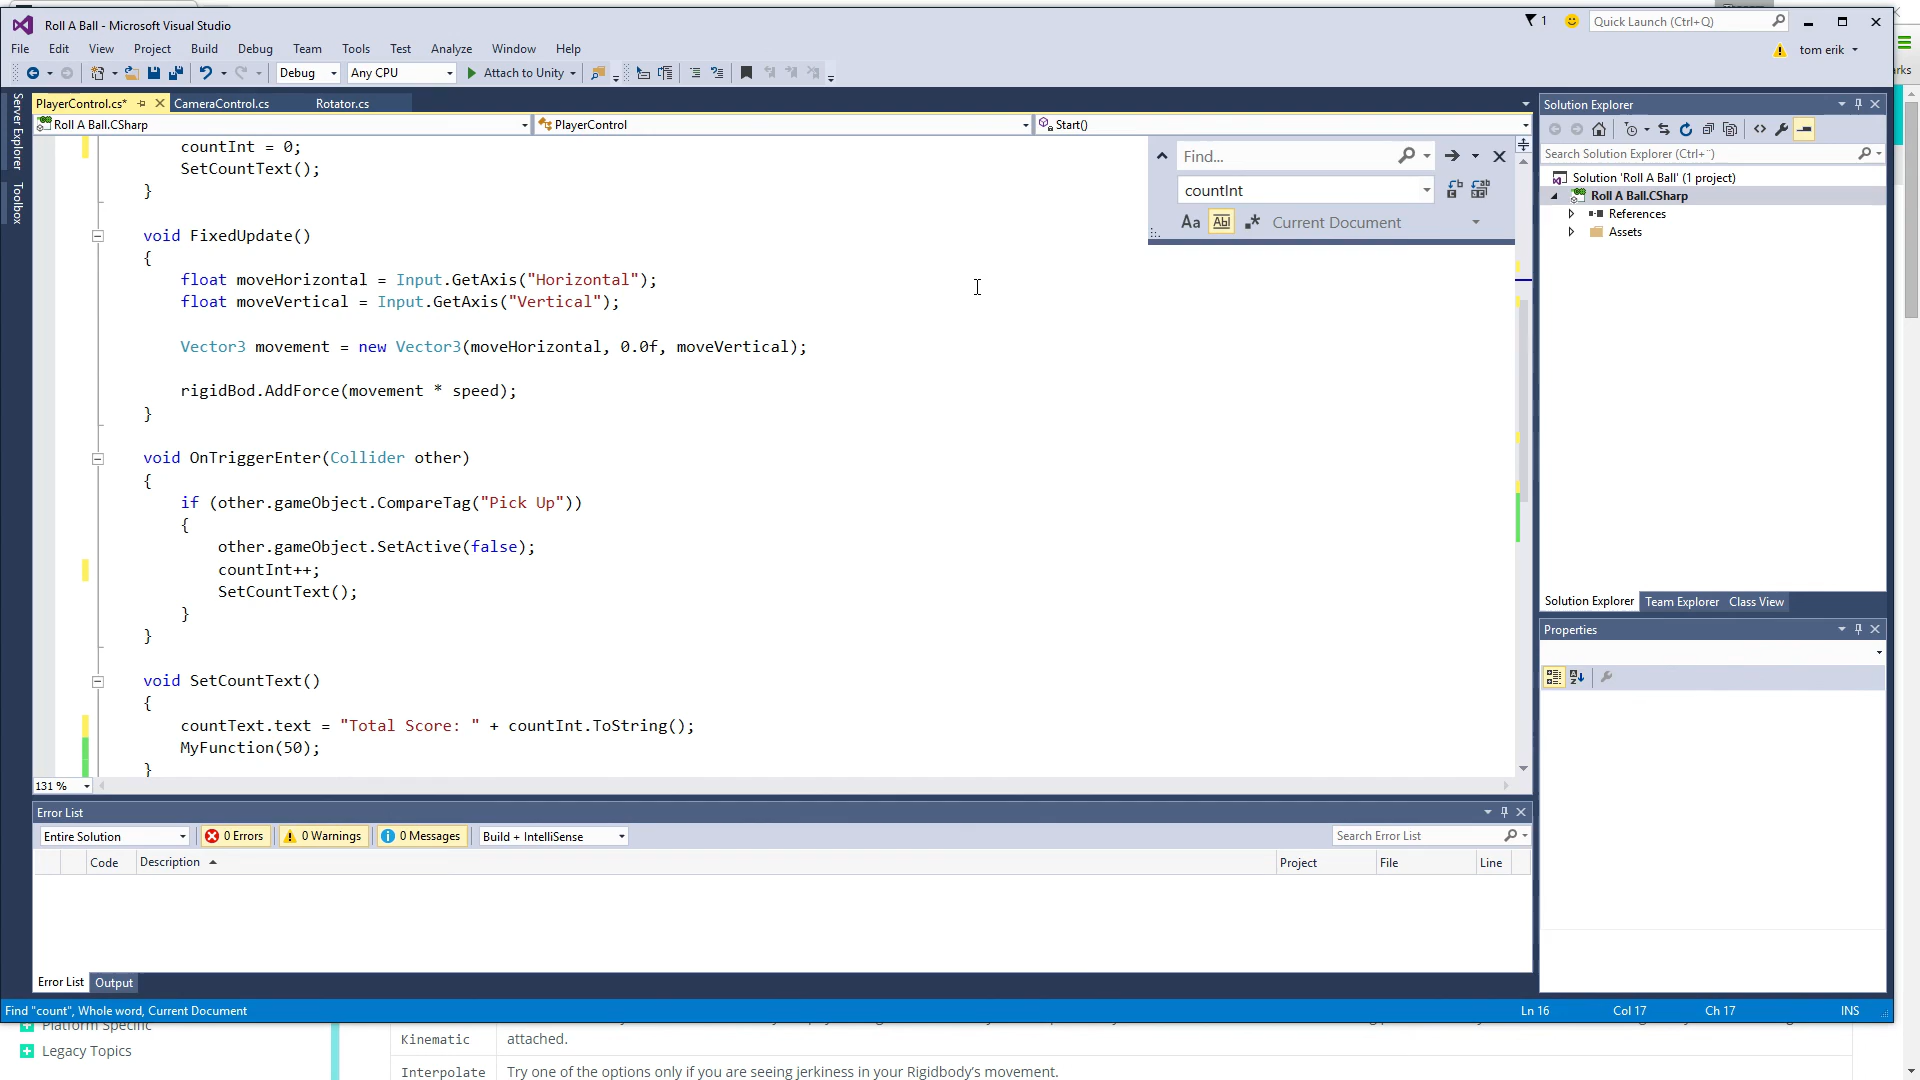 Roll A Ball - Microsoft Visual Studio
1
Quick Launch (Ctrl+Q)
File Edit View Project Build Debug Team Tools Test Analyze Window Help
tom erik
Debug
Any CPU
Attach to Unity
PlayerControl.cs*
CameraControl.cs
Rotator.cs
Roll A Ball.CSharp
PlayerControl
Start()
Server Explorer
Toolbox
countInt = 0;
SetCountText();
}
void FixedUpdate()
{
float moveHorizontal = Input.GetAxis("Horizontal");
float moveVertical = Input.GetAxis("Vertical");
Vector3 movement = new Vector3(moveHorizontal, 0.0f, moveVertical);
rigidBod.AddForce(movement * speed);
}
void OnTriggerEnter(Collider other)
{
if (other.gameObject.CompareTag("Pick Up"))
{
other.gameObject.SetActive(false);
countInt++;
SetCountText();
}
}
void SetCountText()
{
countText.text = "Total Score: " + countInt.ToString();
MyFunction(50);
}
131 %
Find...
countInt
Aa
Abl
Current Document
Solution Explorer
Search Solution Explorer (Ctrl+¨)
Solution 'Roll A Ball' (1 project)
Roll A Ball.CSharp
References
Assets
Solution Explorer Team Explorer Class View
Properties
Error List
Entire Solution
0 Errors
0 Warnings
0 Messages
Build + IntelliSense
Search Error List
Code
Description
Project
File
Line
Error List
Output
Find "count", Whole word, Current Document
Ln 16
Col 17
Ch 17
INS
Platform Specific
Legacy Topics
Kinematic
attached.
Interpolate
Try one of the options only if you are seeing jerkiness in your Rigidbody's movement.